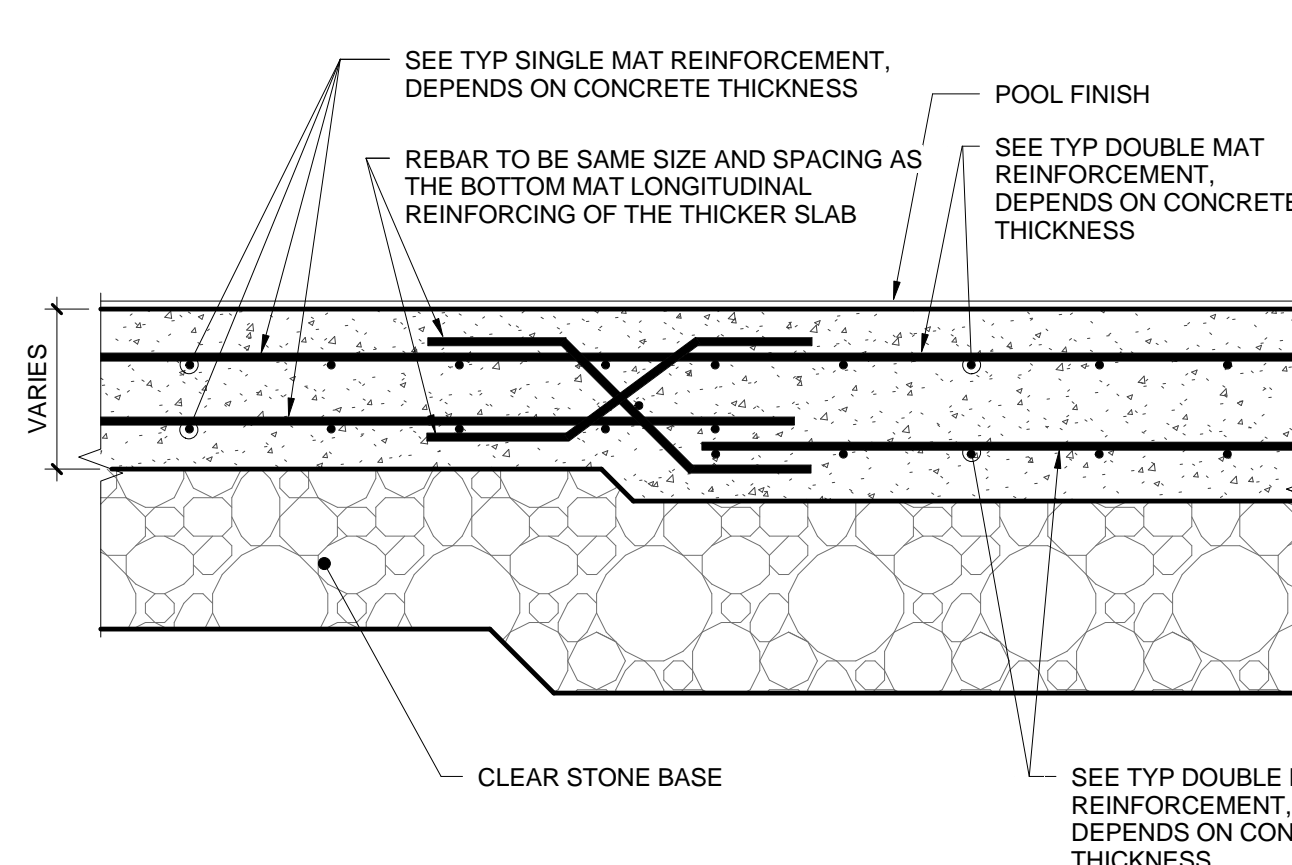 SEE TYP SINGLE MAT REINFORCEMENT,
DEPENDS ON CONCRETE THICKNESS
REBAR TO BE SAME SIZE AND SPACING AS
THE BOTTOM MAT LONGITUDINAL
REINFORCING OF THE THICKER SLAB
POOL FINISH
SEE TYP DOUBLE MAT
REINFORCEMENT,
DEPENDS ON CONCRETE
THICKNESS
VARIES
CLEAR STONE BASE
SEE TYP DOUBLE
REINFORCEMENT,
DEPENDS ON
THICKNESS